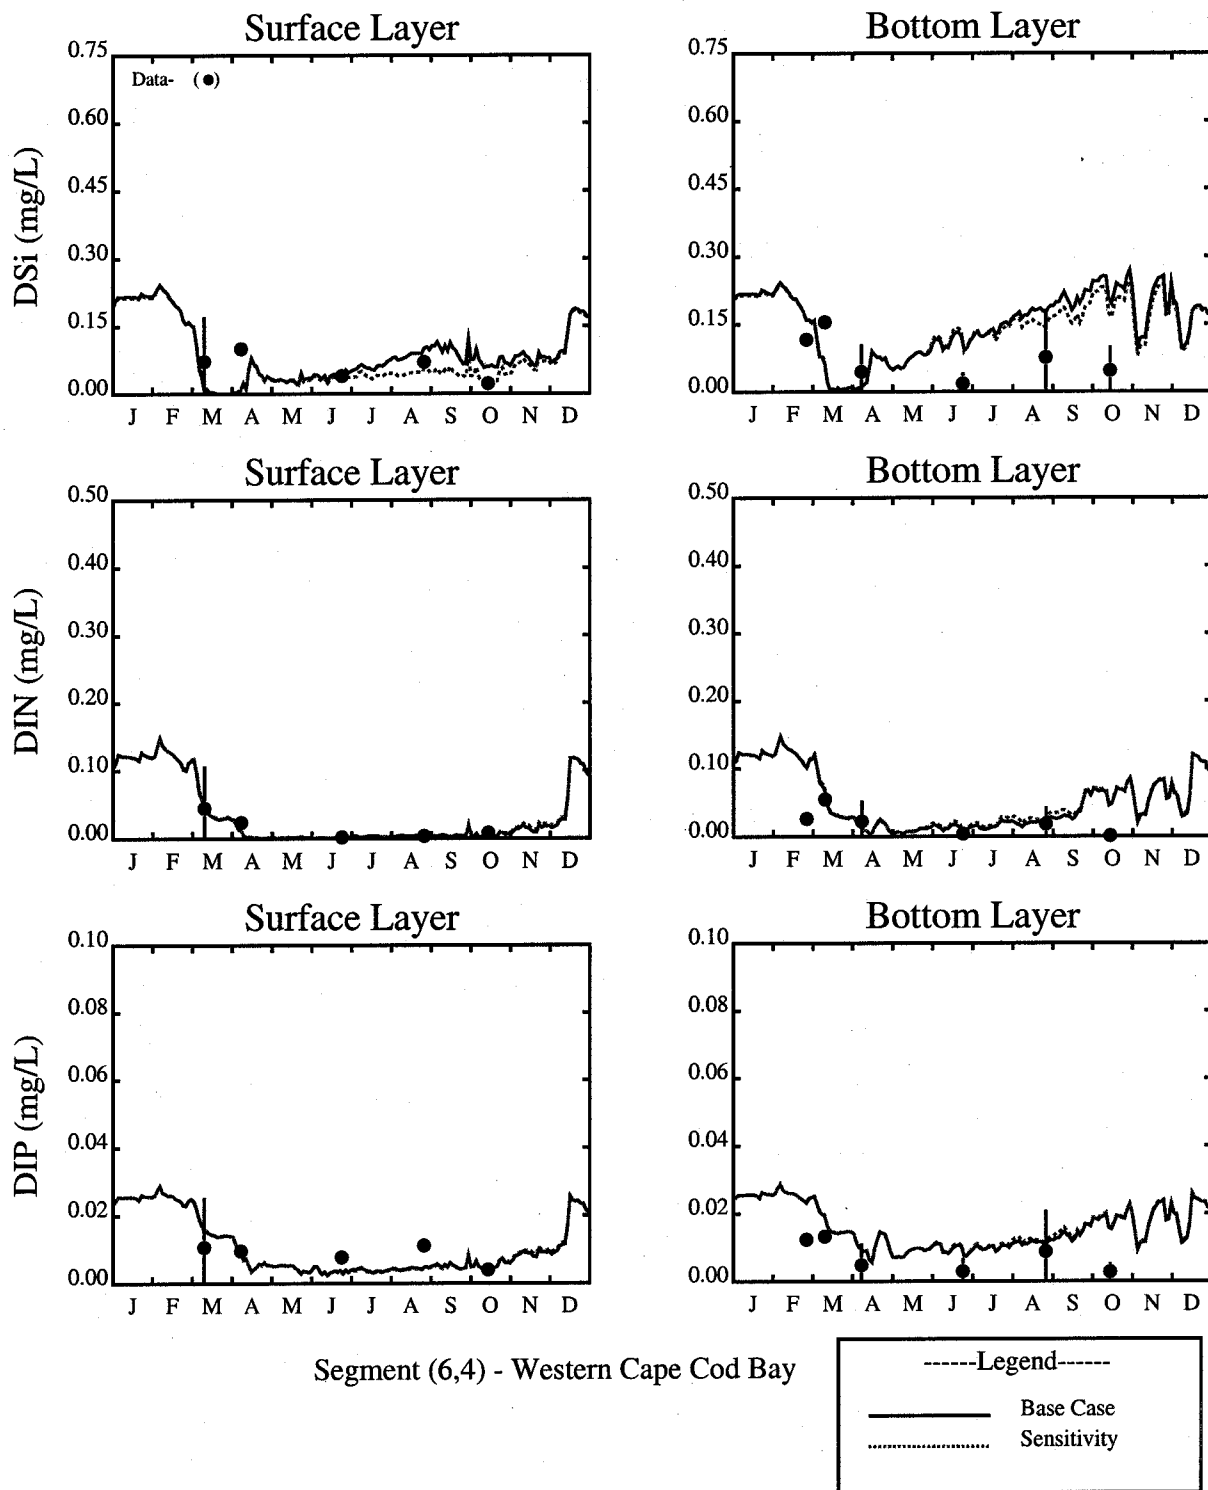 Surface Layer
Bottom Layer
DSi (mg/L)
Data- (●)
0.75
0.60
0.45
0.30
0.15
0.00
J F M A M J J A S O N D
0.75
0.60
0.45
0.30
0.15
0.00
J F M A M J J A S O N D
Surface Layer
Bottom Layer
DIN (mg/L)
0.50
0.40
0.30
0.20
0.10
0.00
J F M A M J J A S O N D
0.50
0.40
0.30
0.20
0.10
0.00
J F M A M J J A S O N D
Surface Layer
Bottom Layer
DIP (mg/L)
0.10
0.08
0.06
0.04
0.02
0.00
J F M A M J J A S O N D
0.10
0.08
0.06
0.04
0.02
0.00
J F M A M J J A S O N D
Segment (6,4) - Western Cape Cod Bay
------Legend------
Base Case
Sensitivity